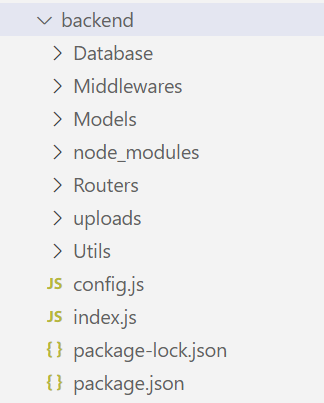 backend
Database
Middlewares
Models
node_modules
Routers
uploads
Utils
JS config.js
JS index.js
{} package-lock.json
{} package.json